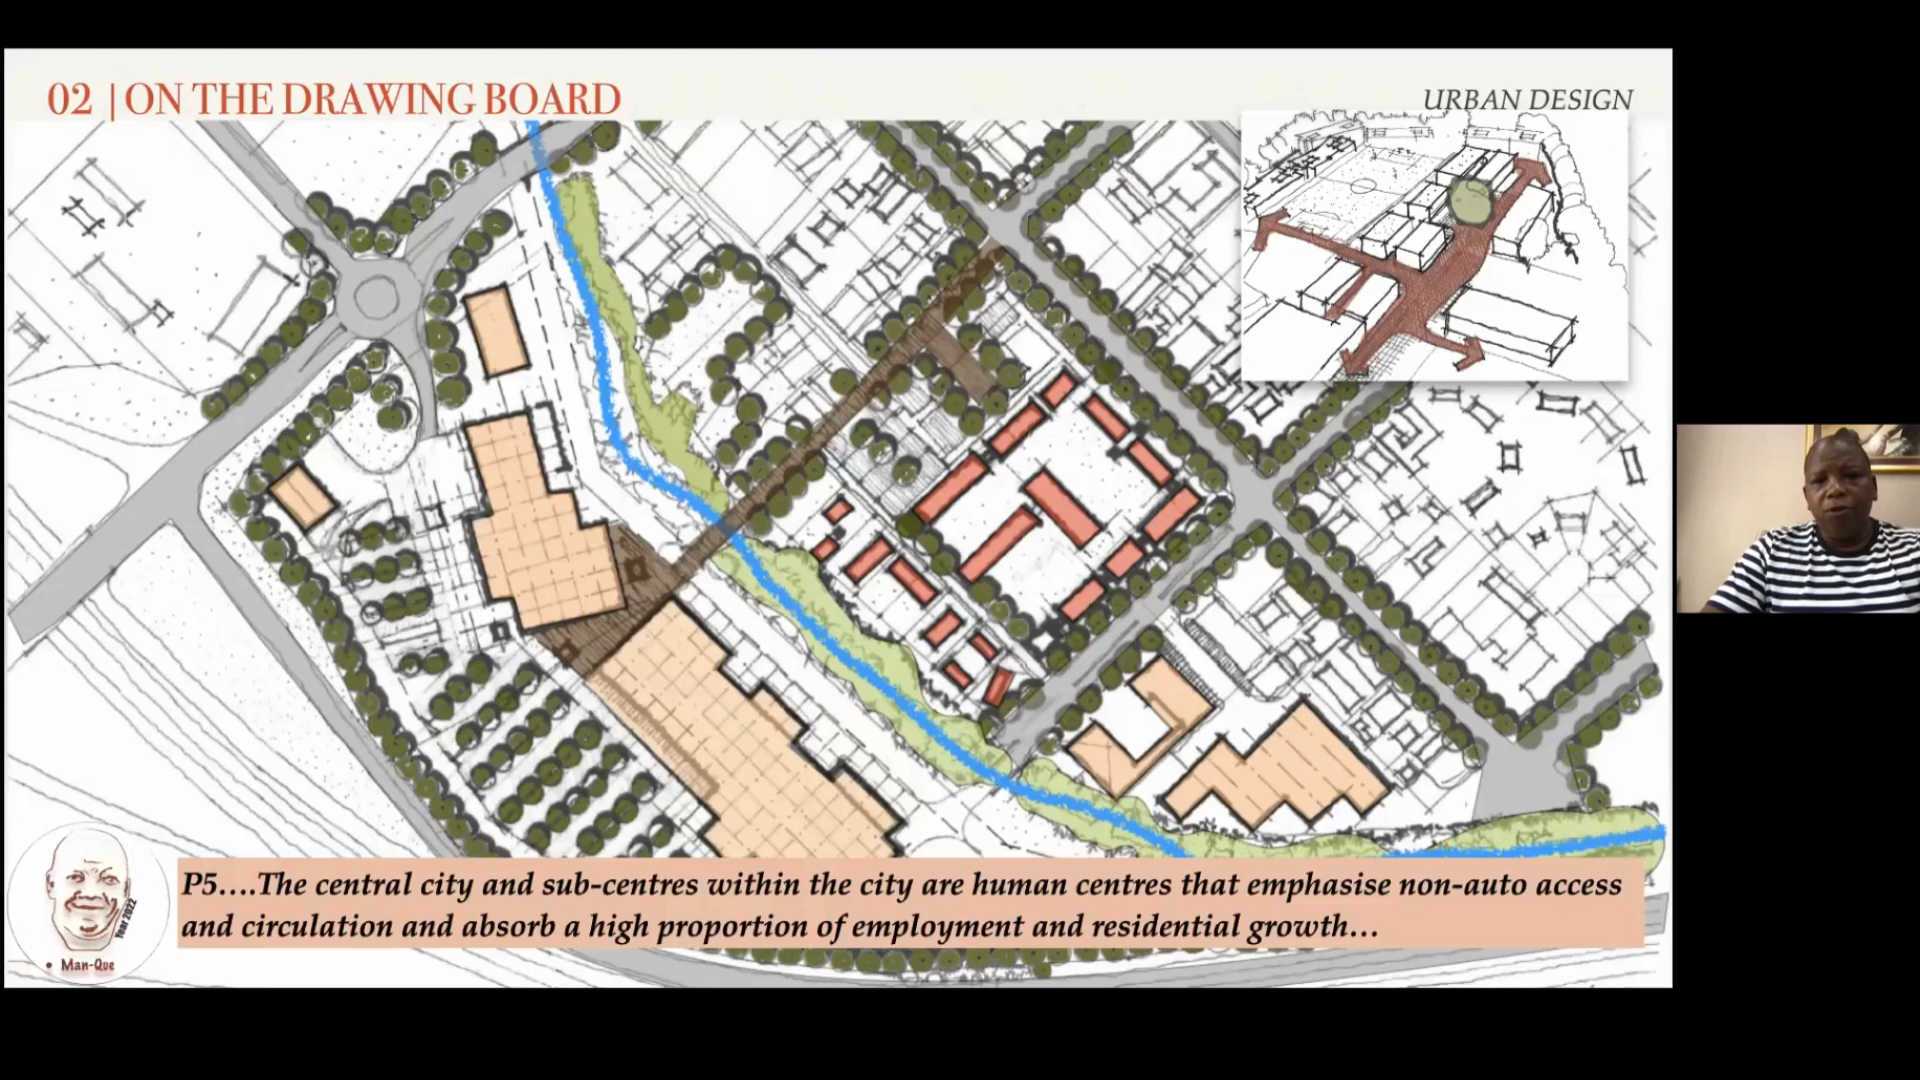 02 | ON THE DRAWING BOARD
URBAN DESIGN
P5....The central city and sub-centres within the city are human centres that emphasise non-auto access
and circulation and absorb a high proportion of employment and residential growth...
Year 2022
• Man-Que